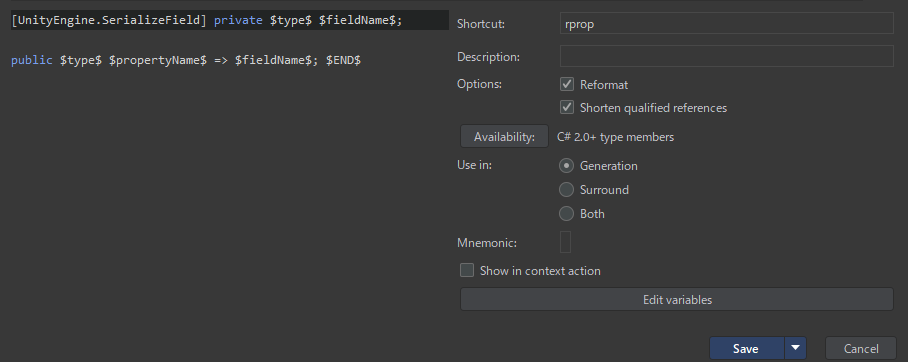 [UnityEngine.SerializeField] private $type$ $fieldName$;
public $type$ $propertyName$ => $fieldName$; $END$
Shortcut: rprop
Description:
Options: Reformat
Shorten qualified references
Availability: C# 2.0+ type members
Use in: Generation
Surround
Both
Mnemonic:
Show in context action
Edit variables
Save Cancel